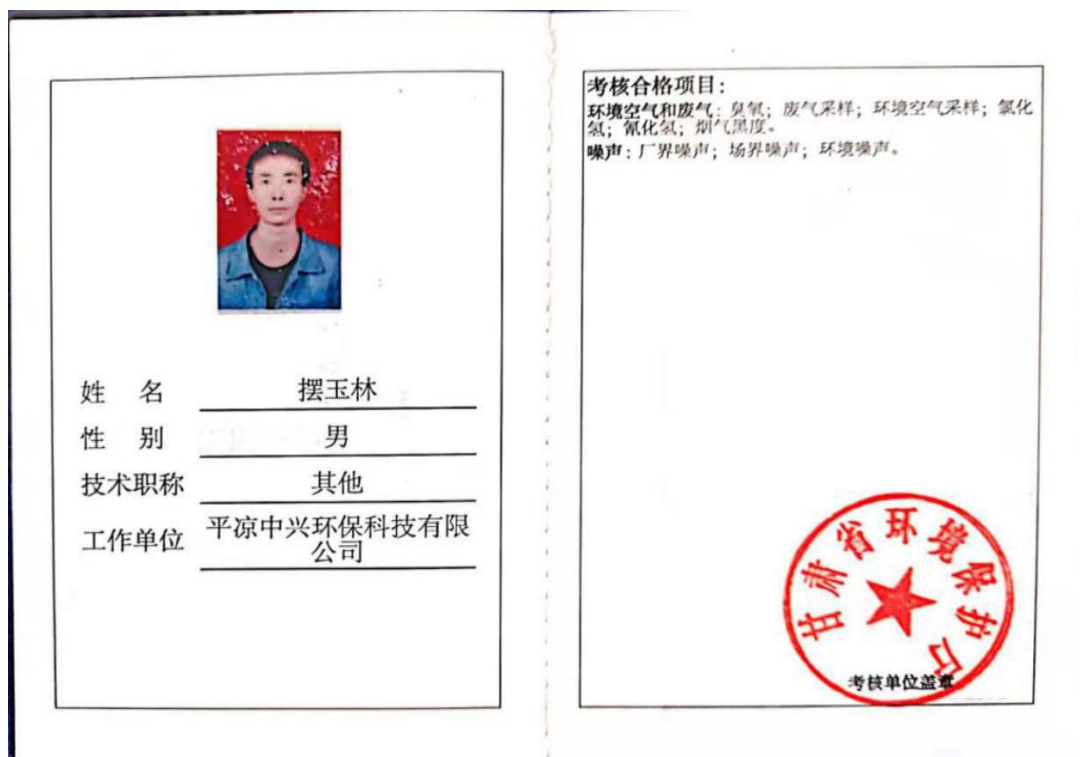 姓 名 摆玉林
性 别 男
技术职称 其他
工作单位 平凉中兴环保科技有限
公司
考核合格项目：
环境空气和废气：臭氧；废气采样；环境空气采样；氯化
氢；氰化氢；烟气黑度。
噪声：厂界噪声；场界噪声；环境噪声。
甘肃省环境保护厅
考核单位盖章